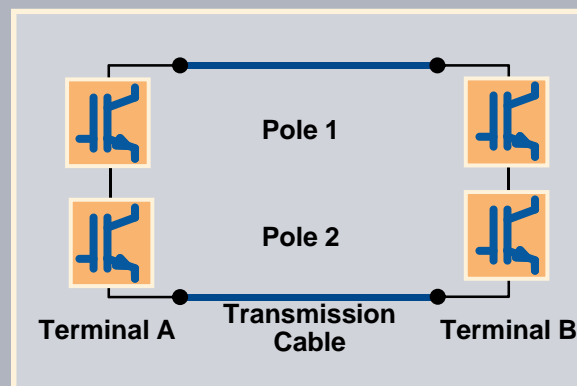 Pole 1
Pole 2
Terminal A
Transmission
Cable
Terminal B